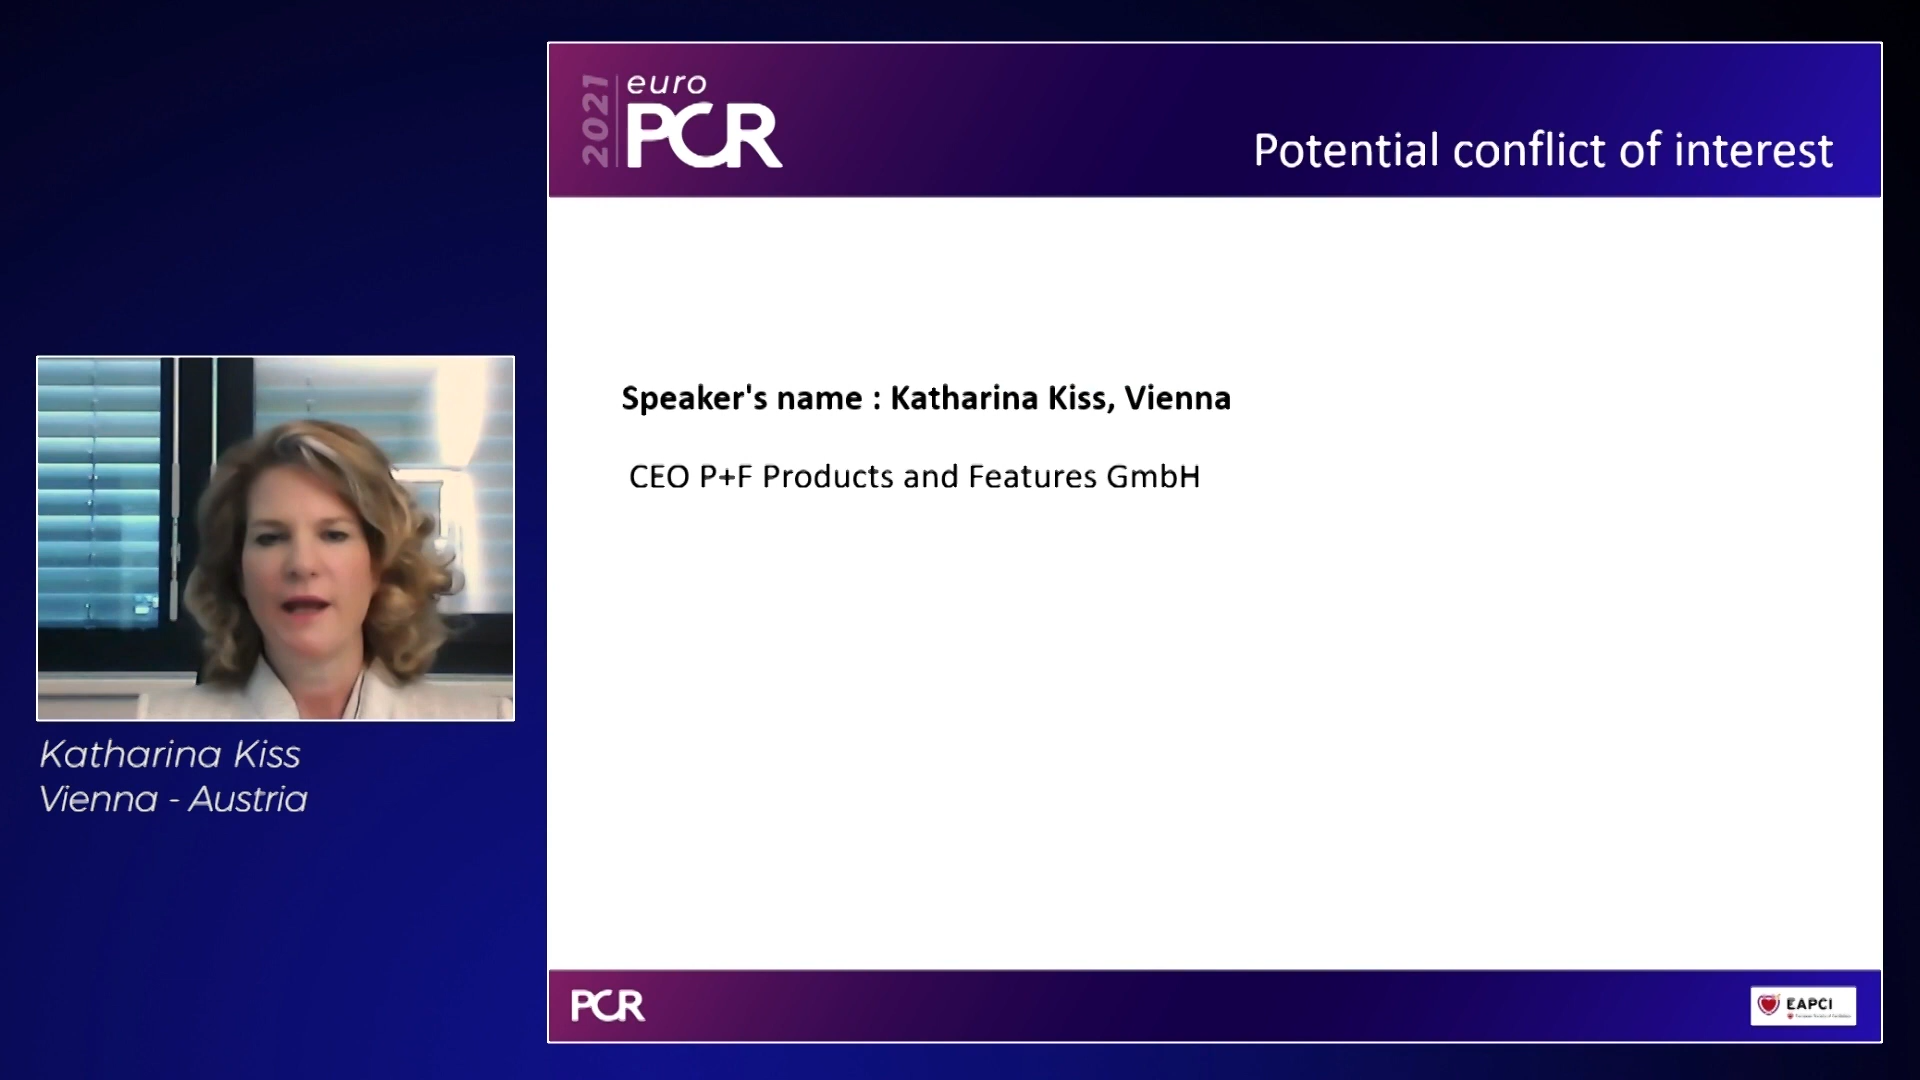 2021
euro
PCR
Potential conflict of interest
Speaker's name : Katharina Kiss, Vienna
CEO P+F Products and Features GmbH
Katharina Kiss
Vienna - Austria
PCR
EAPCI